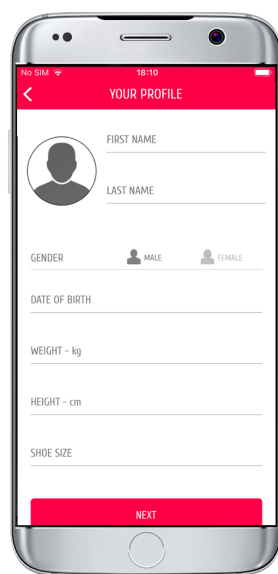 No SIM 18:10
YOUR PROFILE
FIRST NAME
LAST NAME
GENDER MALE FEMALE
DATE OF BIRTH
WEIGHT - kg
HEIGHT - cm
SHOE SIZE
NEXT